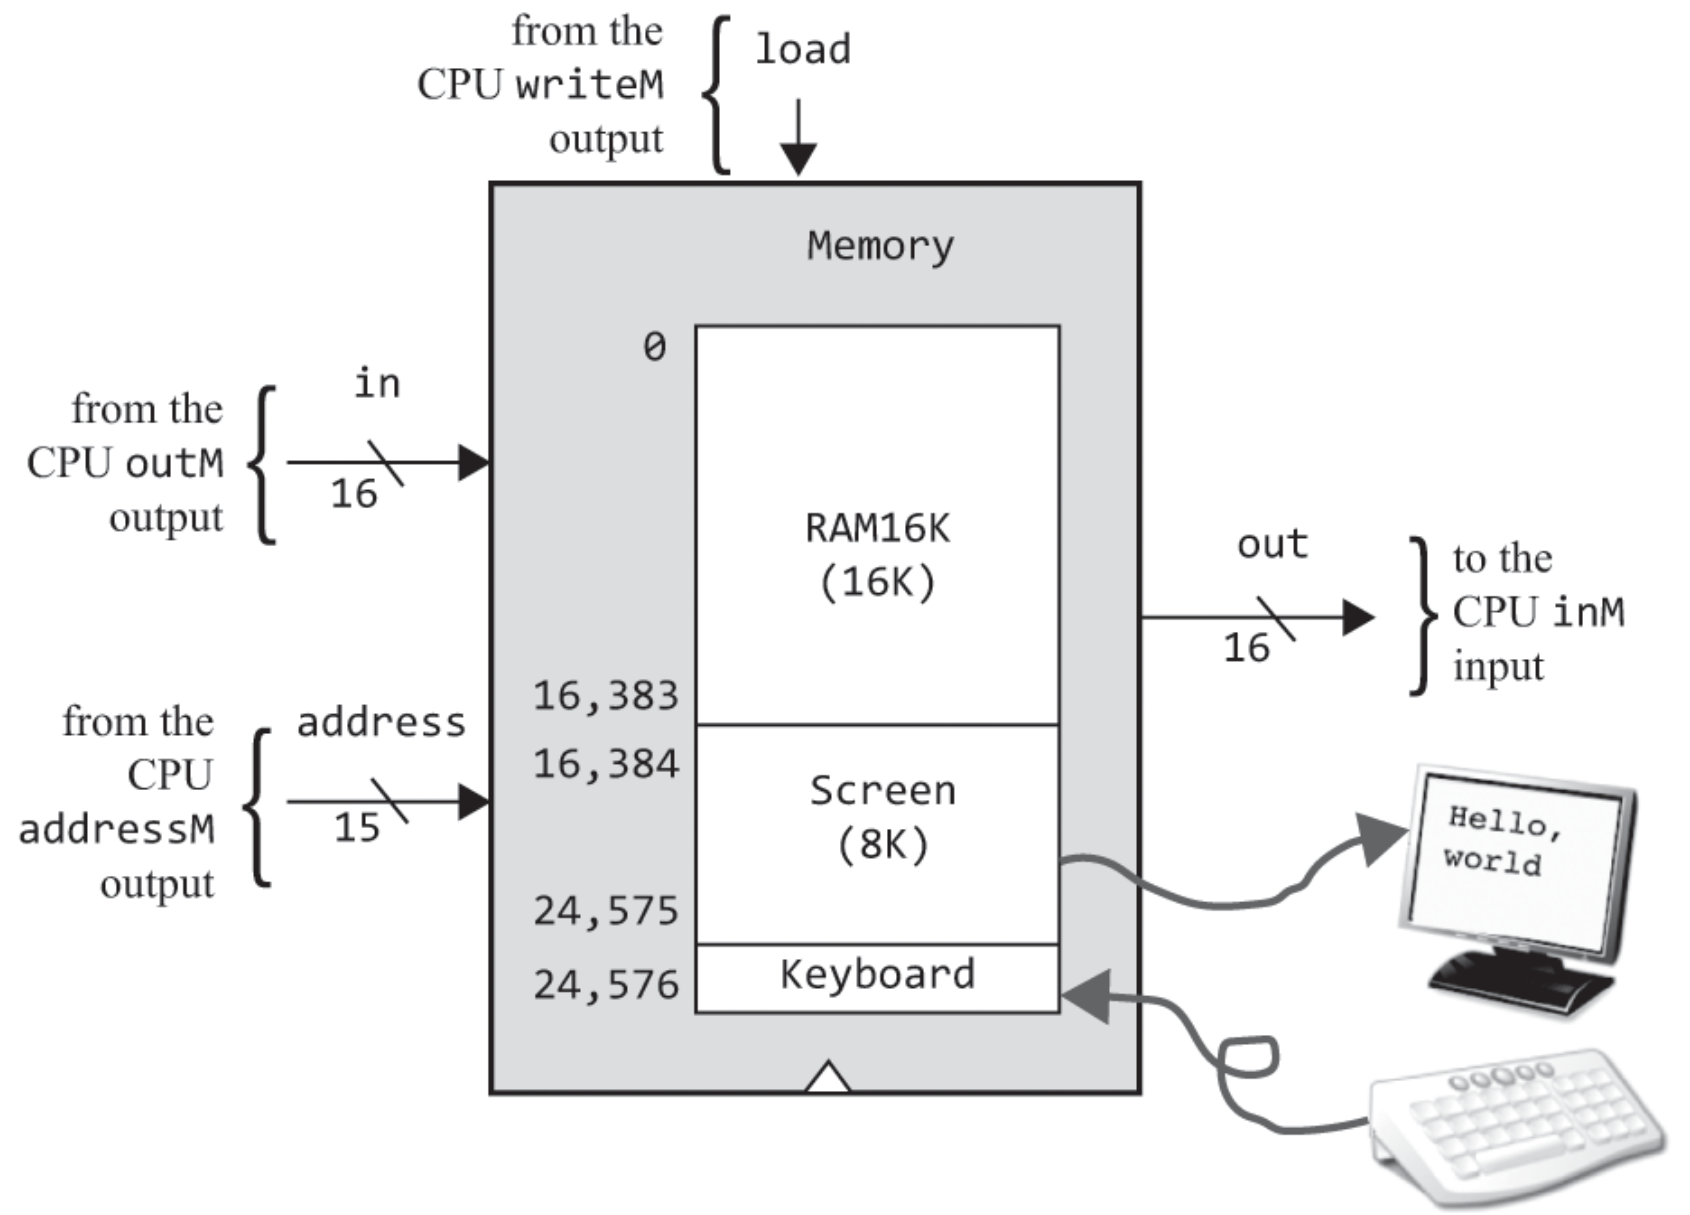 from the
CPU writeM
output
load
Memory
0
in
from the
CPU outM
output
16
RAM16K
(16K)
out
16
to the
CPU inM
input
16,383
address
from the
CPU
addressM
output
15
16,384
Screen
(8K)
24,575
Hello,
world
Keyboard
24,576